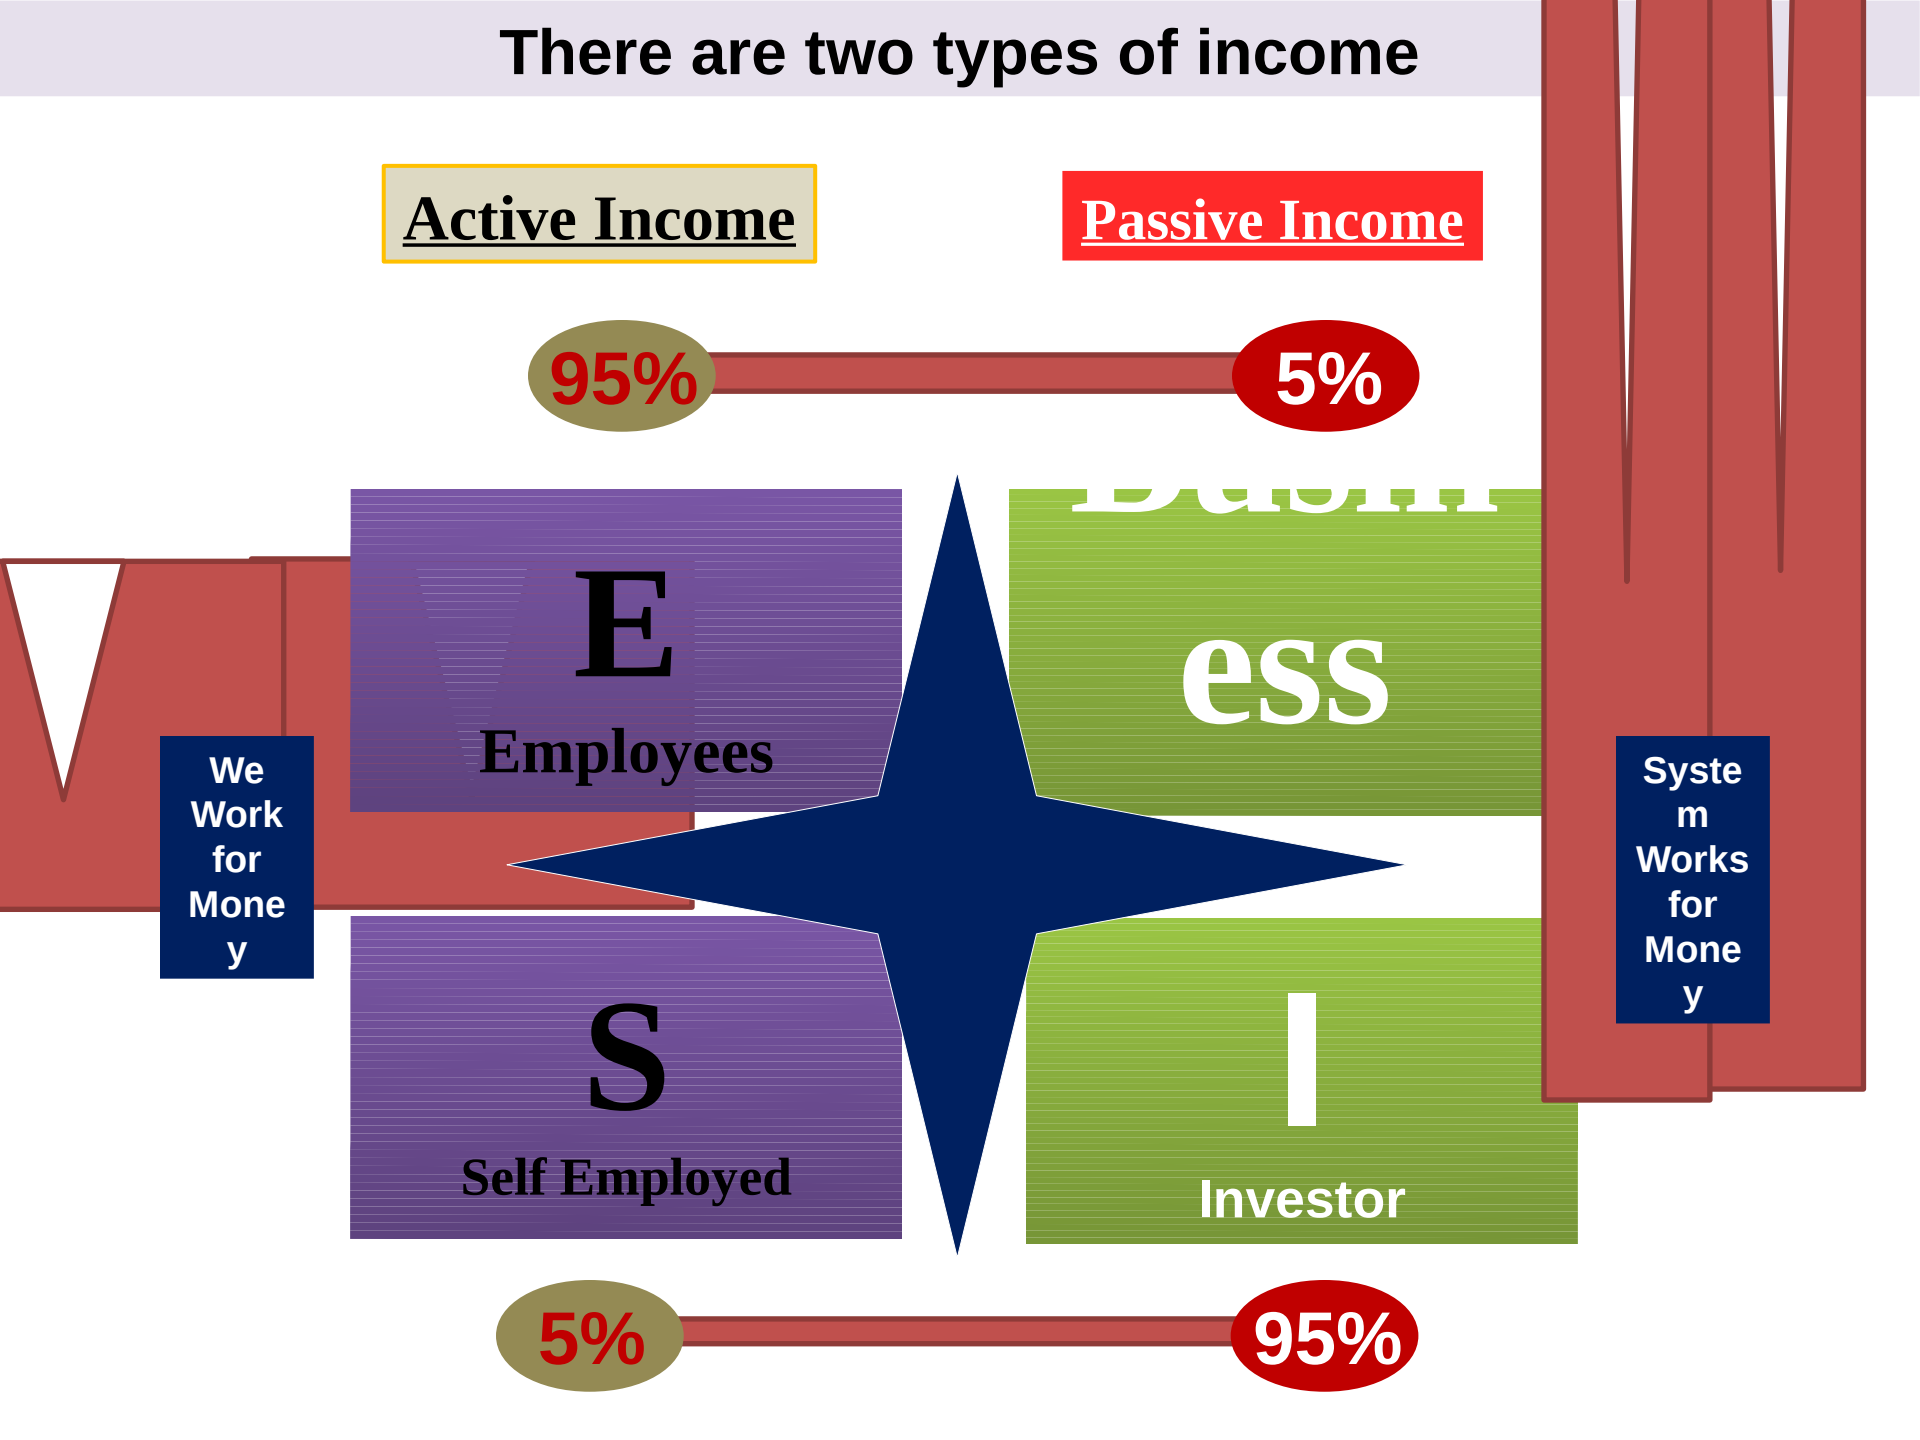 There are two types of income
Active Income
Passive Income
95%
5%
E
Employees
Busin
ess
We
Work
for
Mone
y
Syste
m
Works
for
Mone
y
S
Self Employed
I
Investor
5%
95%